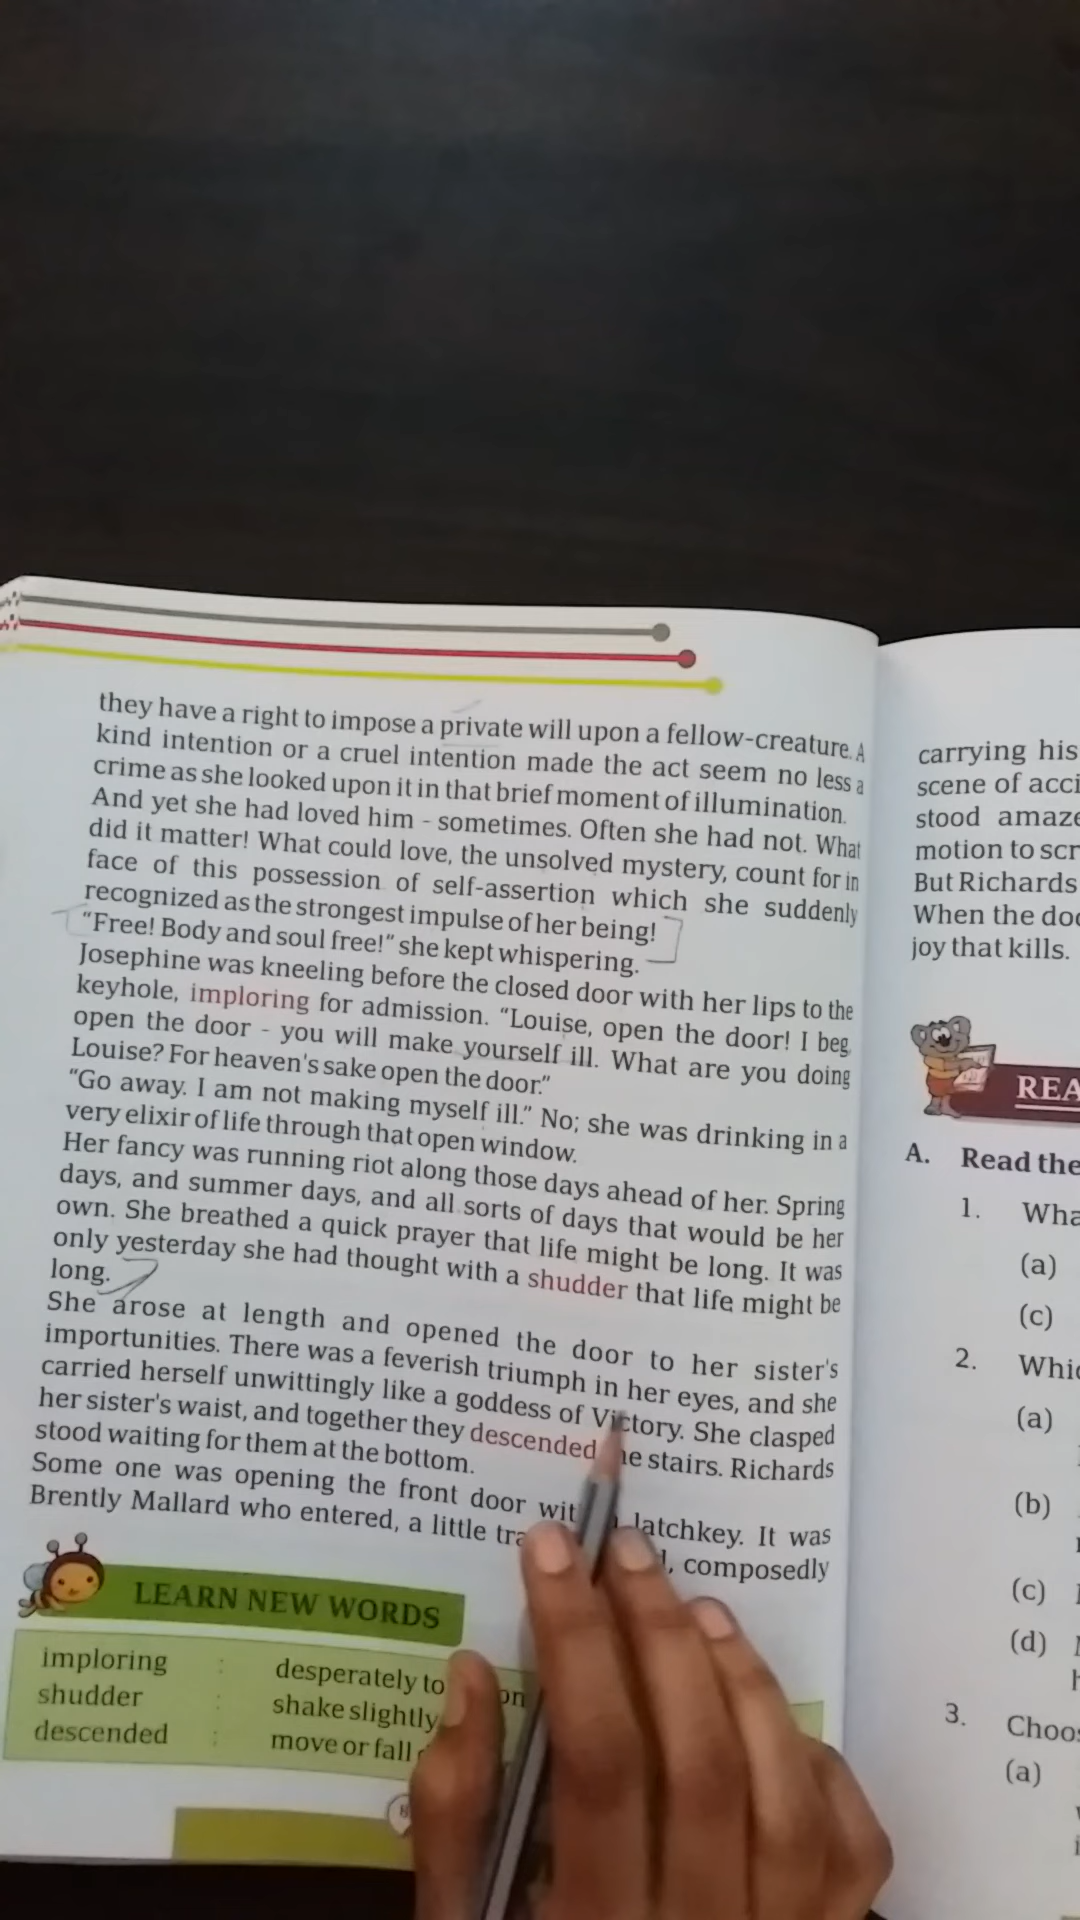 they have a right to impose a private will upon a fellow-creature. A
kind intention or a cruel intention made the act seem no less a
crime as she looked upon it in that brief moment of illumination.
And yet she had loved him - sometimes. Often she had not. What
did it matter! What could love, the unsolved mystery, count for in
face of this possession of self-assertion which she suddenly
recognized as the strongest impulse of her being!
"Free! Body and soul free!" she kept whispering.
Josephine was kneeling before the closed door with her lips to the
keyhole, imploring for admission. "Louise, open the door! I beg
open the door - you will make yourself ill. What are you doing
Louise? For heaven's sake open the door."
"Go away. I am not making myself ill." No; she was drinking in a
very elixir of life through that open window.
Her fancy was running riot along those days ahead of her. Spring
days, and summer days, and all sorts of days that would be her
own. She breathed a quick prayer that life might be long. It was
only yesterday she had thought with a shudder that life might be
long.
She arose at length and opened the door to her sister's
importunities. There was a feverish triumph in her eyes, and she
carried herself unwittingly like a goddess of Victory. She clasped
her sister's waist, and together they descended he stairs. Richards
stood waiting for them at the bottom.
Some one was opening the front door wit latchkey. It was
Brently Mallard who entered, a little tra , composedly
LEARN NEW WORDS
imploring : desperately to on
shudder : shake slightly
descended : move or fall
carrying his
scene of acci
stood amaze
motion to scr
But Richards
When the doc
joy that kills.
REA
A. Read the
1. Wha
(a)
(c)
2. Whic
(a)
(b)
(c)
(d)
3. Choos
(a)